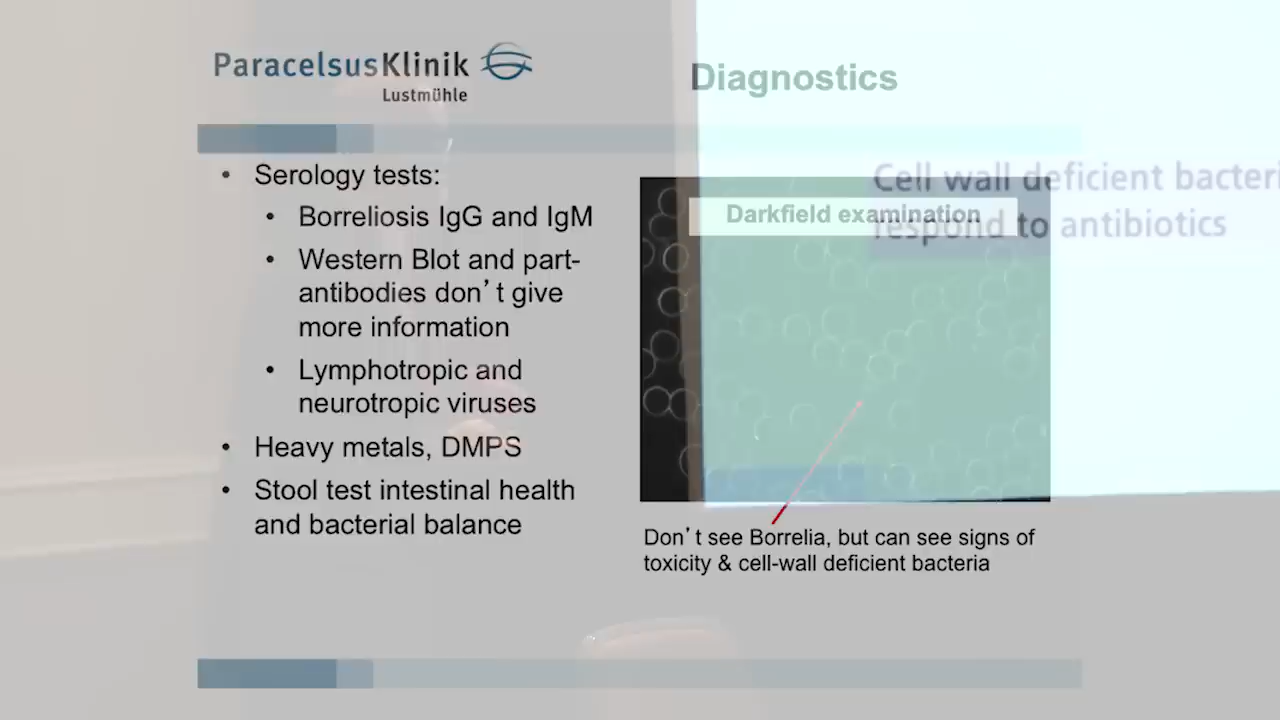 ParacelsusKlinik
Lustmühle
Diagnostics
• Serology tests:
• Borreliosis IgG and IgM
• Western Blot and part-
antibodies don’t give
more information
• Lymphotropic and
neurotropic viruses
• Heavy metals, DMPS
• Stool test intestinal health
and bacterial balance
Darkfield examination
Don’t see Borrelia, but can see signs of
toxicity & cell-wall deficient bacteria
Cell wall deficient bacteri
respond to antibiotics